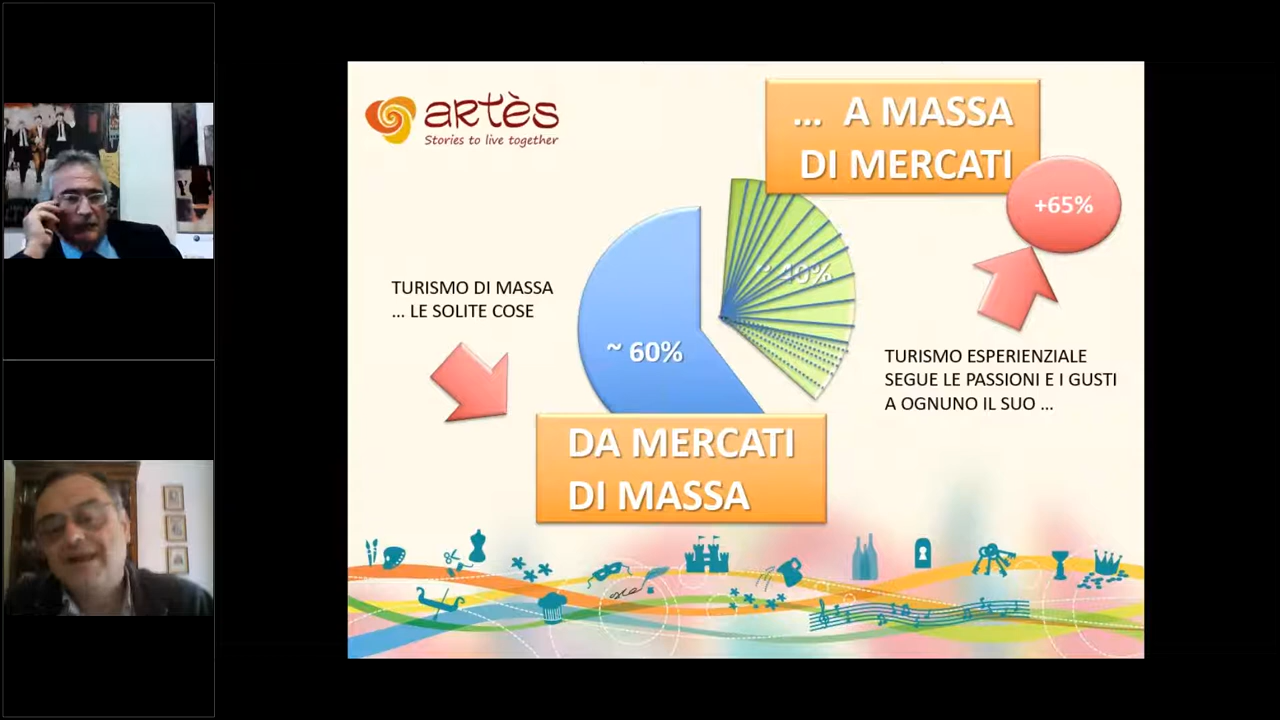 artès
Stories to live together
... A MASSA
DI MERCATI
+65%
TURISMO DI MASSA
... LE SOLITE COSE
~ 40%
~ 60%
TURISMO ESPERIENZIALE
SEGUE LE PASSIONI E I GUSTI
A OGNUNO IL SUO ...
DA MERCATI
DI MASSA